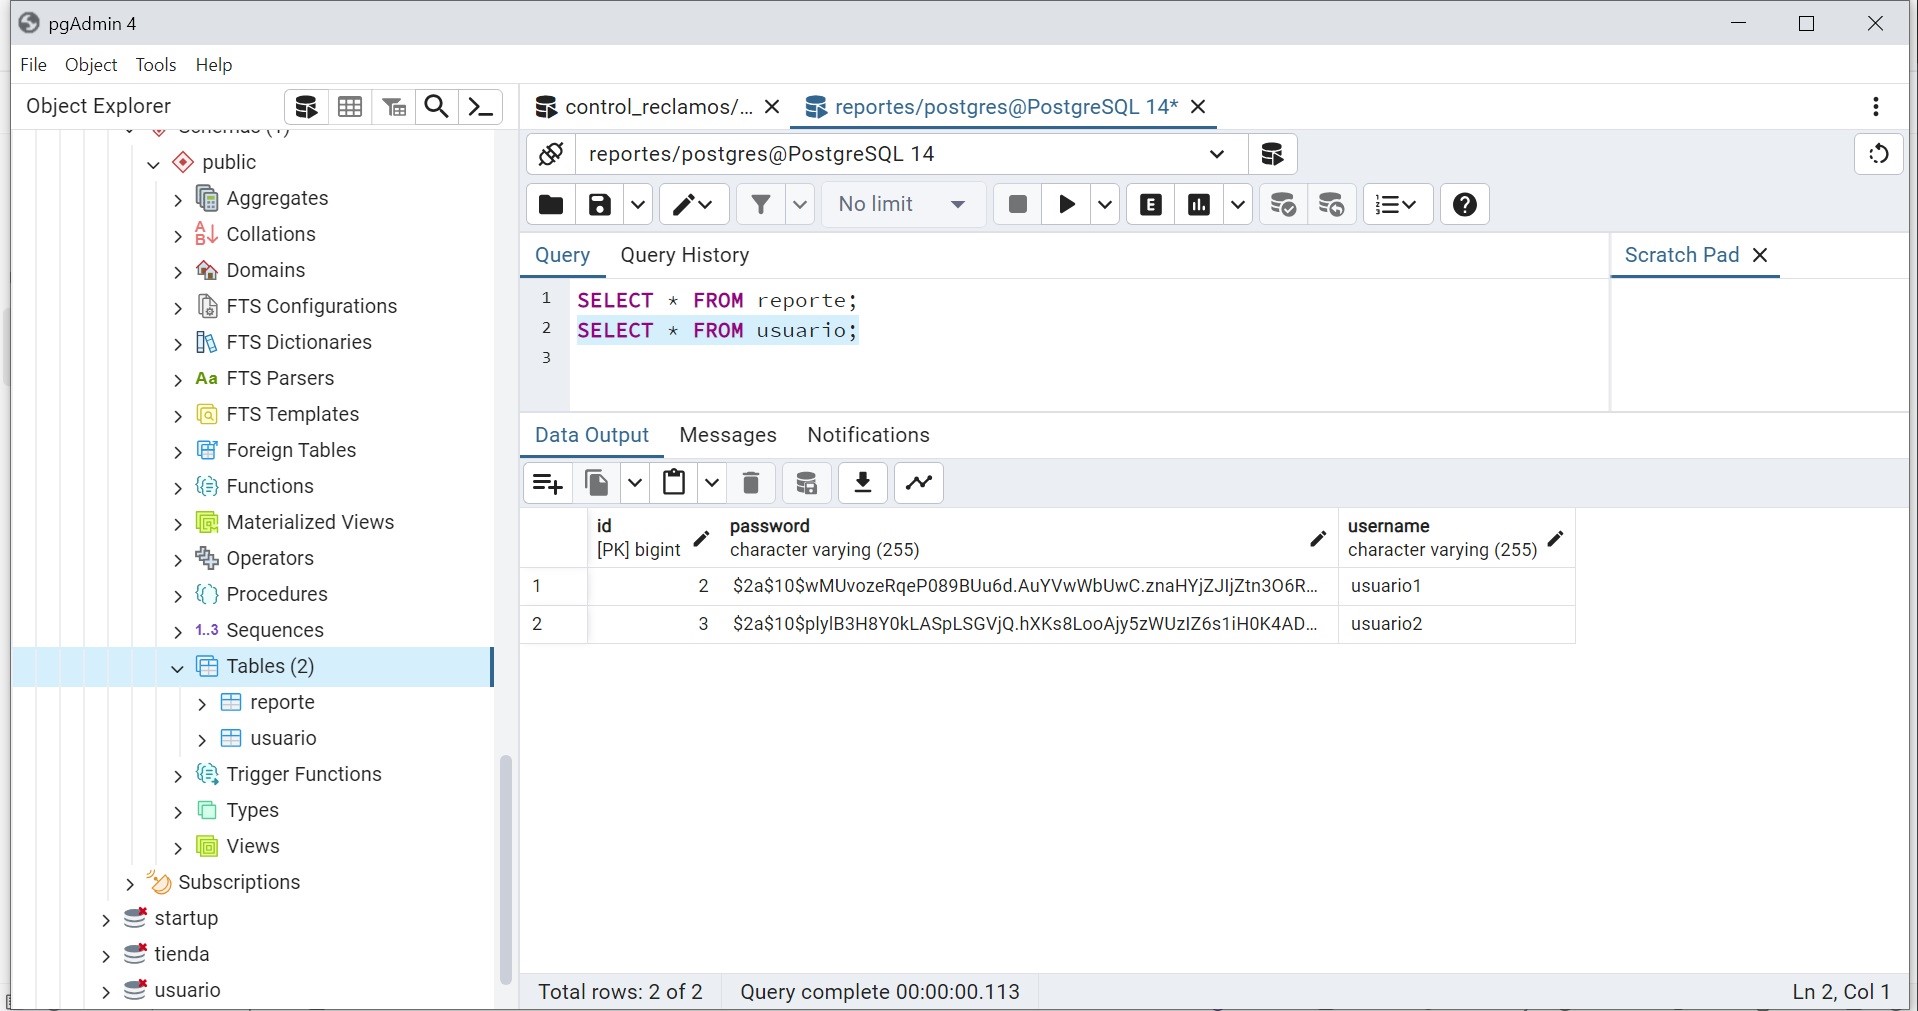 pgAdmin 4
File Object Tools Help
Object Explorer
Schemas (1)
public
Aggregates
Collations
Domains
FTS Configurations
FTS Dictionaries
Aa FTS Parsers
FTS Templates
Foreign Tables
Functions
Materialized Views
Operators
Procedures
1..3 Sequences
Tables (2)
reporte
usuario
Trigger Functions
Types
Views
Subscriptions
startup
tienda
usuario
control_reclamos/...
reportes/postgres@PostgreSQL 14*
reportes/postgres@PostgreSQL 14
No limit
E
Query Query History
Scratch Pad
1 SELECT * FROM reporte;
2 SELECT * FROM usuario;
3
Data Output Messages Notifications
id password username
[PK] bigint character varying (255) character varying (255)
1 2 $2a$10$wMUvozeRqeP089BUu6d.AuYVwWbUwC.znaHYjZJIjZtn3O6R... usuario1
2 3 $2a$10$plylB3H8Y0kLASpLSGVjQ.hXKs8LooAjy5zWUzIZ6s1iH0K4AD... usuario2
Total rows: 2 of 2 Query complete 00:00:00.113
Ln 2, Col 1